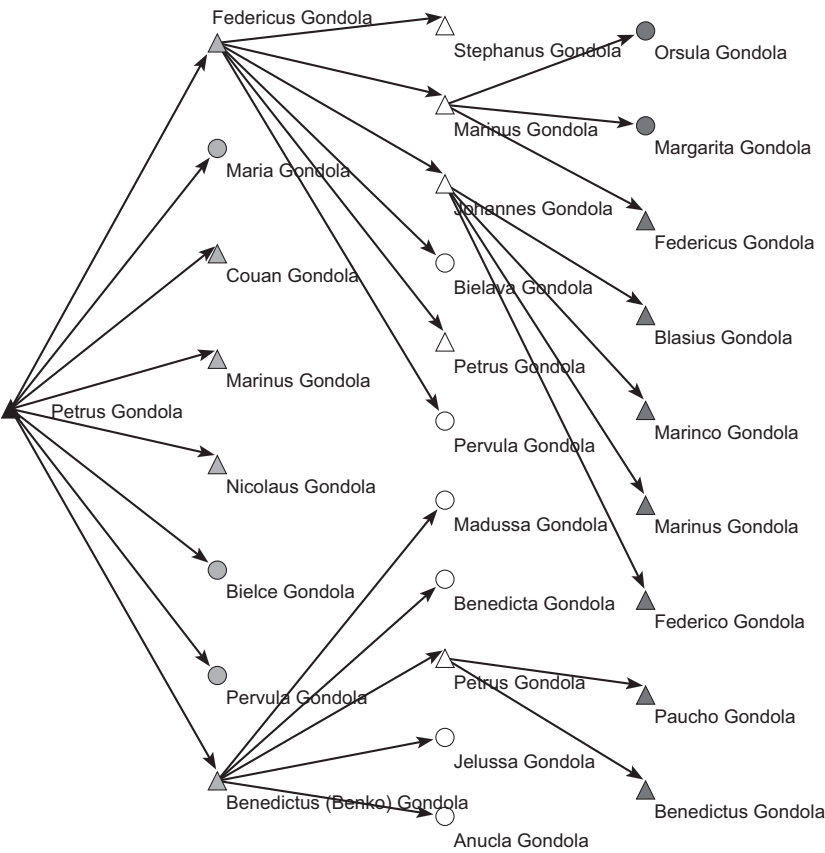 Petrus Gondola
Federicus Gondola
Maria Gondola
Couan Gondola
Marinus Gondola
Nicolaus Gondola
Bielce Gondola
Pervula Gondola
Benedictus (Benko) Gondola
Stephanus Gondola
Marinus Gondola
Johannes Gondola
Bielava Gondola
Petrus Gondola
Pervula Gondola
Madussa Gondola
Benedicta Gondola
Petrus Gondola
Jelussa Gondola
Anucla Gondola
Orsula Gondola
Margarita Gondola
Federicus Gondola
Blasius Gondola
Marinco Gondola
Marinus Gondola
Federico Gondola
Paucho Gondola
Benedictus Gondola